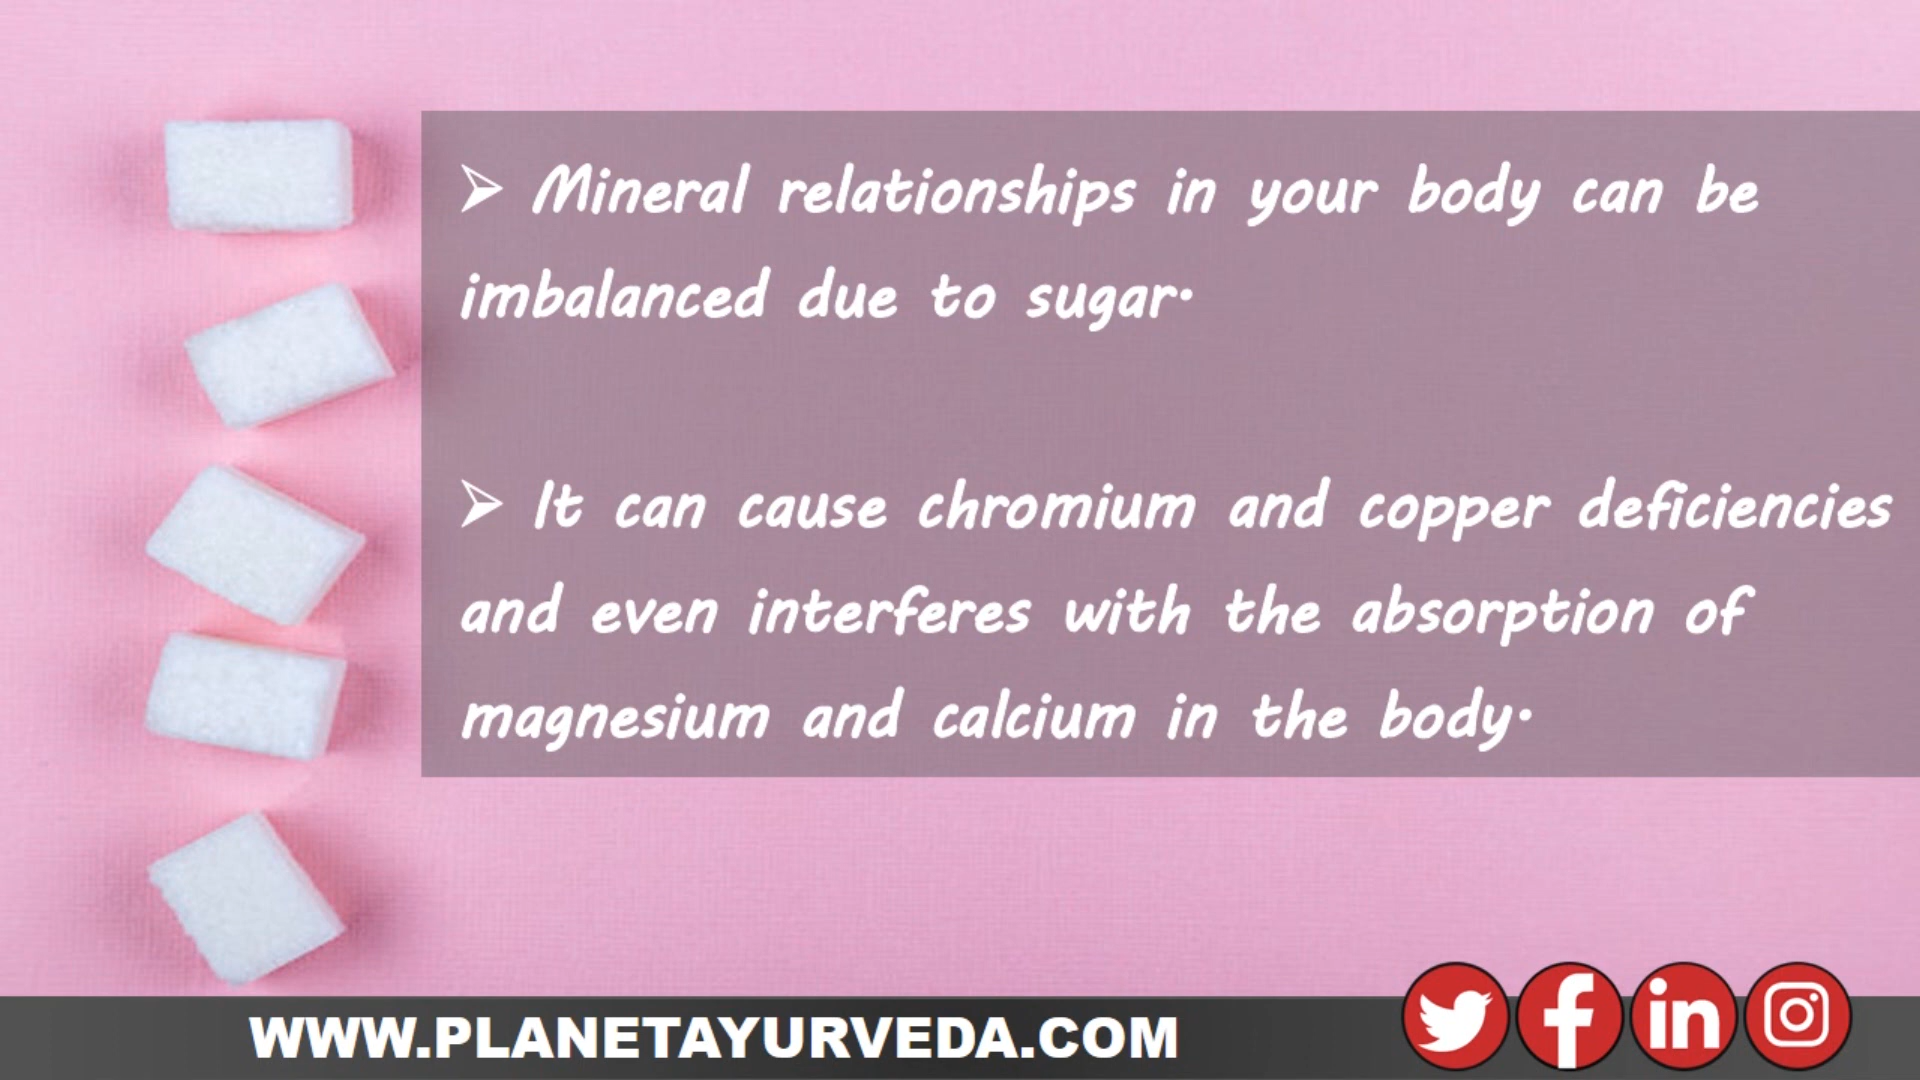 ➢ Mineral relationships in your body can be
imbalanced due to sugar.
➢ It can cause chromium and copper deficiencies
and even interferes with the absorption of
magnesium and calcium in the body.
WWW.PLANETAYURVEDA.COM